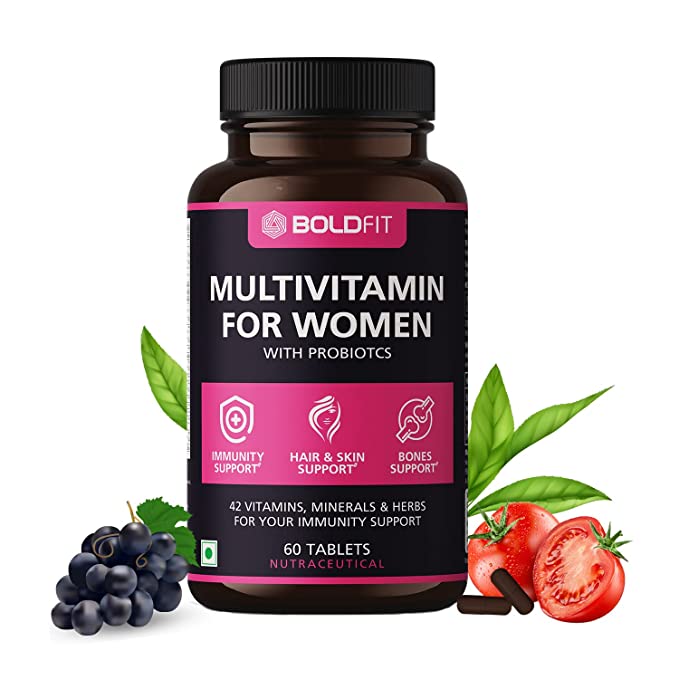 BOLDFIT
MULTIVITAMIN
FOR WOMEN
WITH PROBIOTCS
IMMUNITY
SUPPORT#
HAIR & SKIN
SUPPORT#
BONES
SUPPORT#
42 VITAMINS, MINERALS & HERBS
FOR YOUR IMMUNITY SUPPORT
60 TABLETS
NUTRACEUTICAL